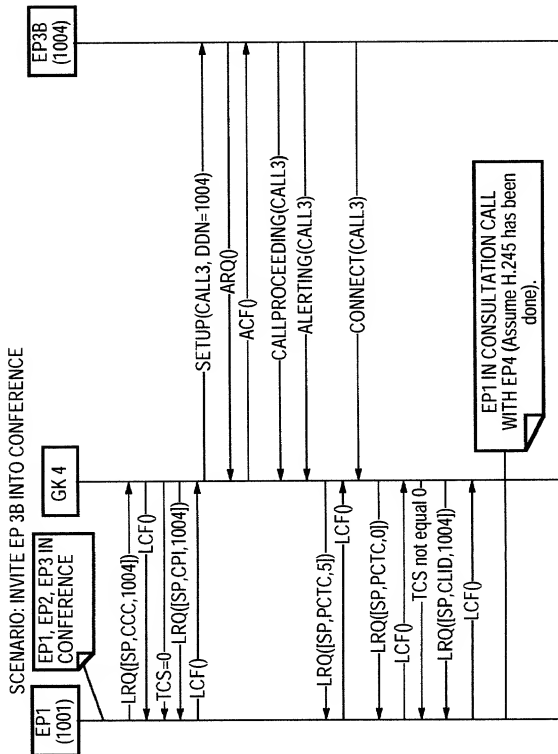 SCENARIO: INVITE EP 3B INTO CONFERENCE
EP1
(1001)
EP1, EP2, EP3 IN
CONFERENCE
GK 4
EP3B
(1004)
LRQ([SP,CCC,1004])
LCF()
TCS=0
LRQ([SP,CPI,1004])
LCF()
SETUP(CALL3, DDN=1004)
ARQ()
ACF()
CALLPROCEEDING(CALL3)
ALERTING(CALL3)
LRQ([SP,PCTC,5])
LCF()
CONNECT(CALL3)
LRQ([SP,PCTC,0])
LCF()
TCS not equal 0
LRQ([SP,CLID,1004])
LCF()
EP1 IN CONSULTATION CALL
WITH EP4 (Assume H.245 has been
done).